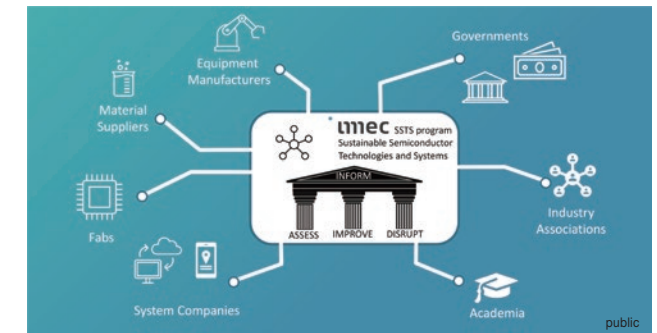 Equipment
Manufacturers
Governments
Material
Suppliers
imec SSTS program
Sustainable Semiconductor
Technologies and Systems
INFORM
ASSESS IMPROVE DISRUPT
Fabs
Industry
Associations
System Companies
Academia
public